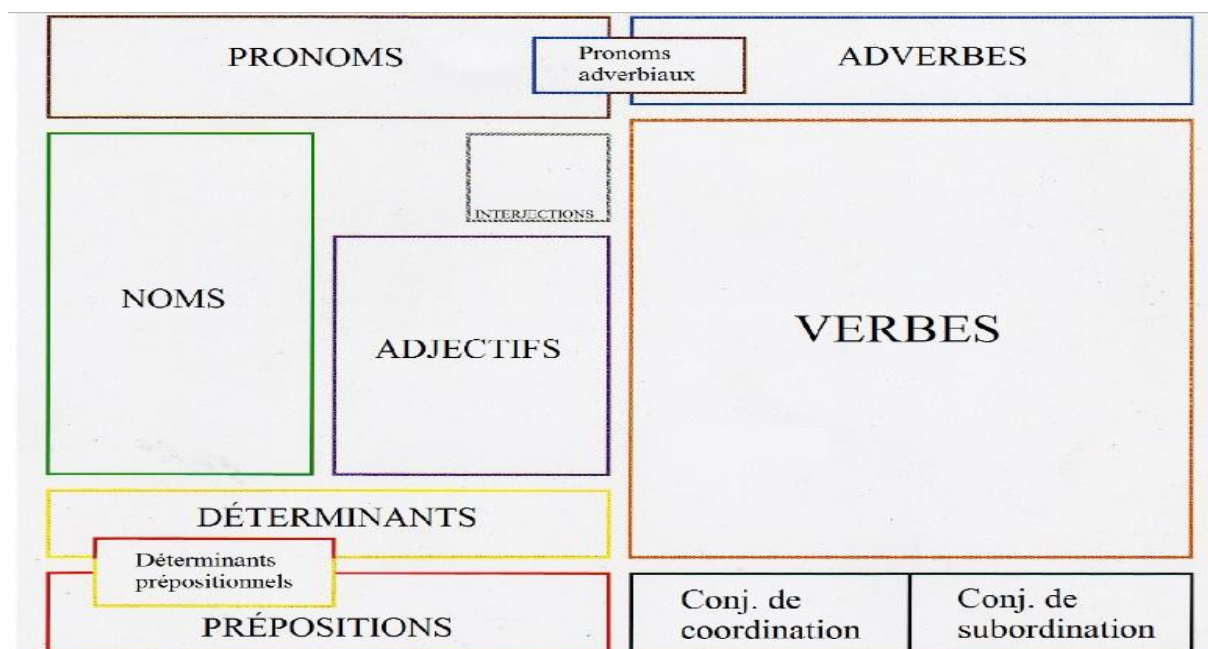 PRONOMS
Pronoms
adverbiaux
ADVERBES
INTERJECTIONS
NOMS
ADJECTIFS
VERBES
DÉTERMINANTS
Déterminants
prépositionnels
PRÉPOSITIONS
Conj. de
coordination
Conj. de
subordination